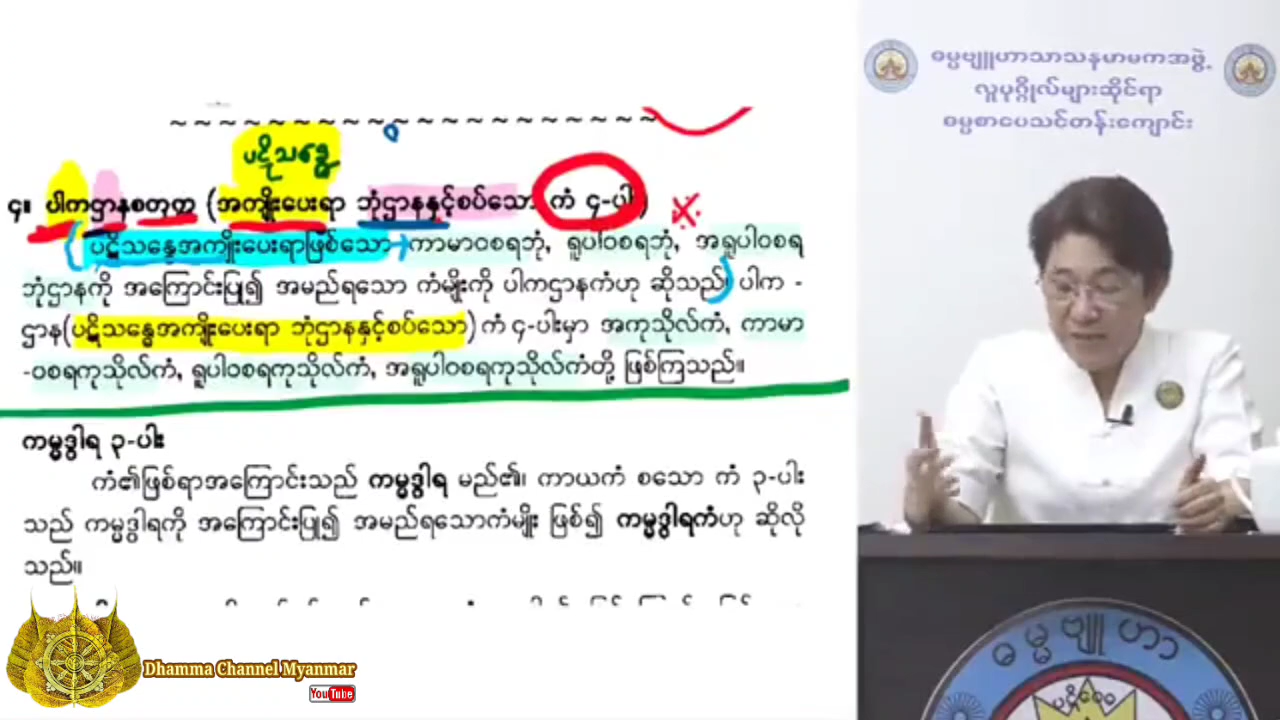 ပဋိသန္ဓေ
၄။ ပါကဌာနစတုက္က (အကျိုးပေးရာ ဘုံဌာနနှင့်စပ်သော ကံ ၄-ပါး)
(ပဋိသန္ဓေအကျိုးပေးရာဖြစ်သော ကာမာဝစရဘုံ, ရူပါဝစရဘုံ, အရူပါဝစရ
ဘုံဌာနကို အကြောင်းပြု၍ အမည်ရသော ကံမျိုးကို ပါကဌာနကံဟု ဆိုသည်။) ပါက -
ဌာန(ပဋိသန္ဓေအကျိုးပေးရာ ဘုံဌာနနှင့်စပ်သော) ကံ ၄-ပါးမှာ အကုသိုလ်ကံ, ကာမာ
-ဝစရကုသိုလ်ကံ, ရူပါဝစရကုသိုလ်ကံ, အရူပါဝစရကုသိုလ်ကံတို့ ဖြစ်ကြသည်။
ကမ္မဒွါရ ၃-ပါး
ကံ၏ဖြစ်ရာအကြောင်းသည် ကမ္မဒွါရ မည်၏၊ ကာယကံ စသော ကံ ၃-ပါး
သည် ကမ္မဒွါရကို အကြောင်းပြု၍ အမည်ရသောကံမျိုး ဖြစ်၍ ကမ္မဒွါရကံဟု ဆိုလို
သည်။
Dhamma Channel Myanmar
YouTube
ဓမ္မဗျူဟာသာသနမာမကအဖွဲ့
လူပုဂ္ဂိုလ်များဆိုင်ရာ
ဓမ္မစာပေသင်တန်းကျောင်း
ဓမ္မဗျူဟာ